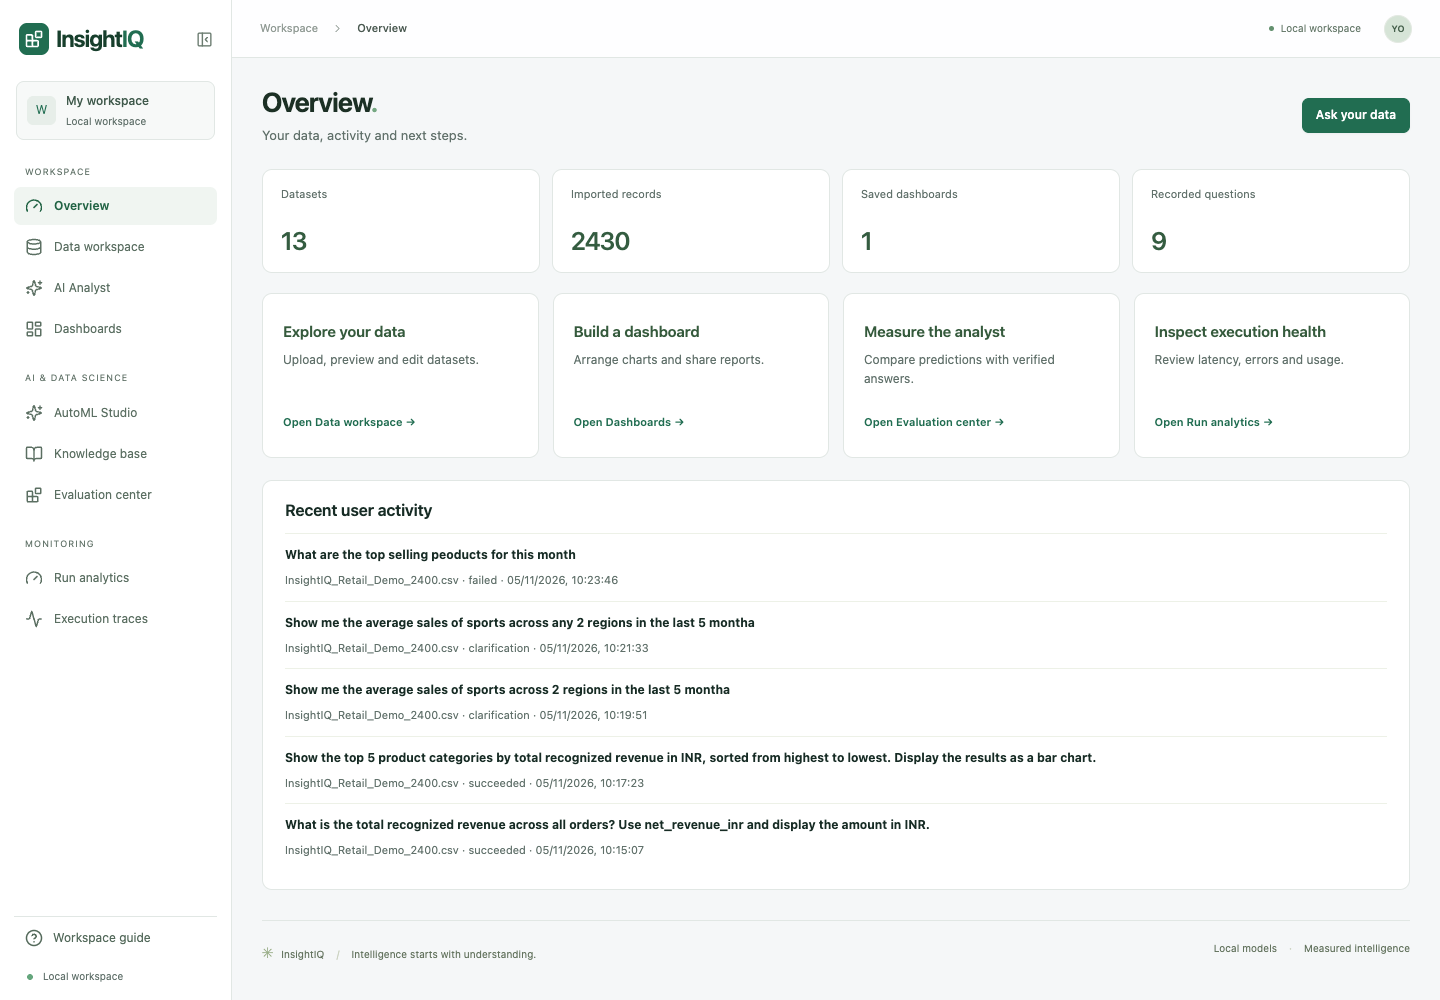 InsightIQ
W
My workspace
Local workspace
WORKSPACE
Overview
Data workspace
AI Analyst
Dashboards
AI & DATA SCIENCE
AutoML Studio
Knowledge base
Evaluation center
MONITORING
Run analytics
Execution traces
Workspace guide
Local workspace
Workspace > Overview
Local workspace
YO
Overview.
Your data, activity and next steps.
Ask your data
Datasets
13
Imported records
2430
Saved dashboards
1
Recorded questions
9
Explore your data
Upload, preview and edit datasets.
Open Data workspace →
Build a dashboard
Arrange charts and share reports.
Open Dashboards →
Measure the analyst
Compare predictions with verified
answers.
Open Evaluation center →
Inspect execution health
Review latency, errors and usage.
Open Run analytics →
Recent user activity
What are the top selling peoducts for this month
InsightIQ_Retail_Demo_2400.csv · failed · 05/11/2026, 10:23:46
Show me the average sales of sports across any 2 regions in the last 5 montha
InsightIQ_Retail_Demo_2400.csv · clarification · 05/11/2026, 10:21:33
Show me the average sales of sports across 2 regions in the last 5 montha
InsightIQ_Retail_Demo_2400.csv · clarification · 05/11/2026, 10:19:51
Show the top 5 product categories by total recognized revenue in INR, sorted from highest to lowest. Display the results as a bar chart.
InsightIQ_Retail_Demo_2400.csv · succeeded · 05/11/2026, 10:17:23
What is the total recognized revenue across all orders? Use net_revenue_inr and display the amount in INR.
InsightIQ_Retail_Demo_2400.csv · succeeded · 05/11/2026, 10:15:07
InsightIQ / Intelligence starts with understanding.
Local models · Measured intelligence